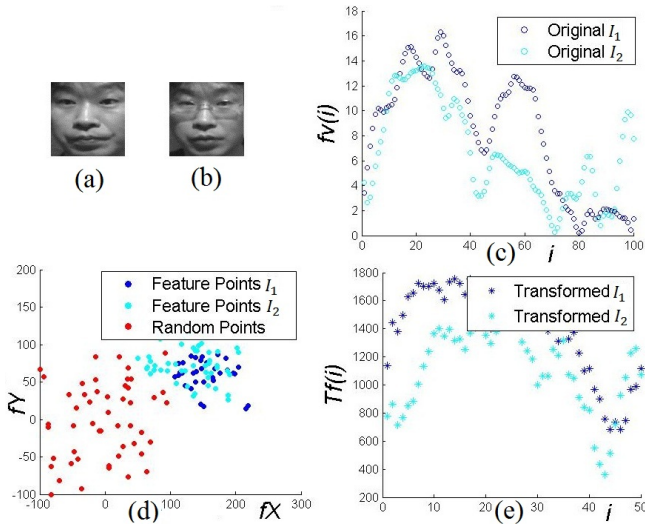 (a)
(b)
18
16
14
12
10
8
6
4
2
0
fv(i)
Original I₁
Original I₂
0
20
40
60
80
100
(c)
i
200
150
100
50
0
-50
-100
fY
Feature Points I₁
Feature Points I₂
Random Points
-100
0
100
200
300
(d)
fX
1800
1600
1400
1200
1000
800
600
400
200
Tf(i)
Transformed I₁
Transformed I₂
0
10
20
30
40
50
(e)
i